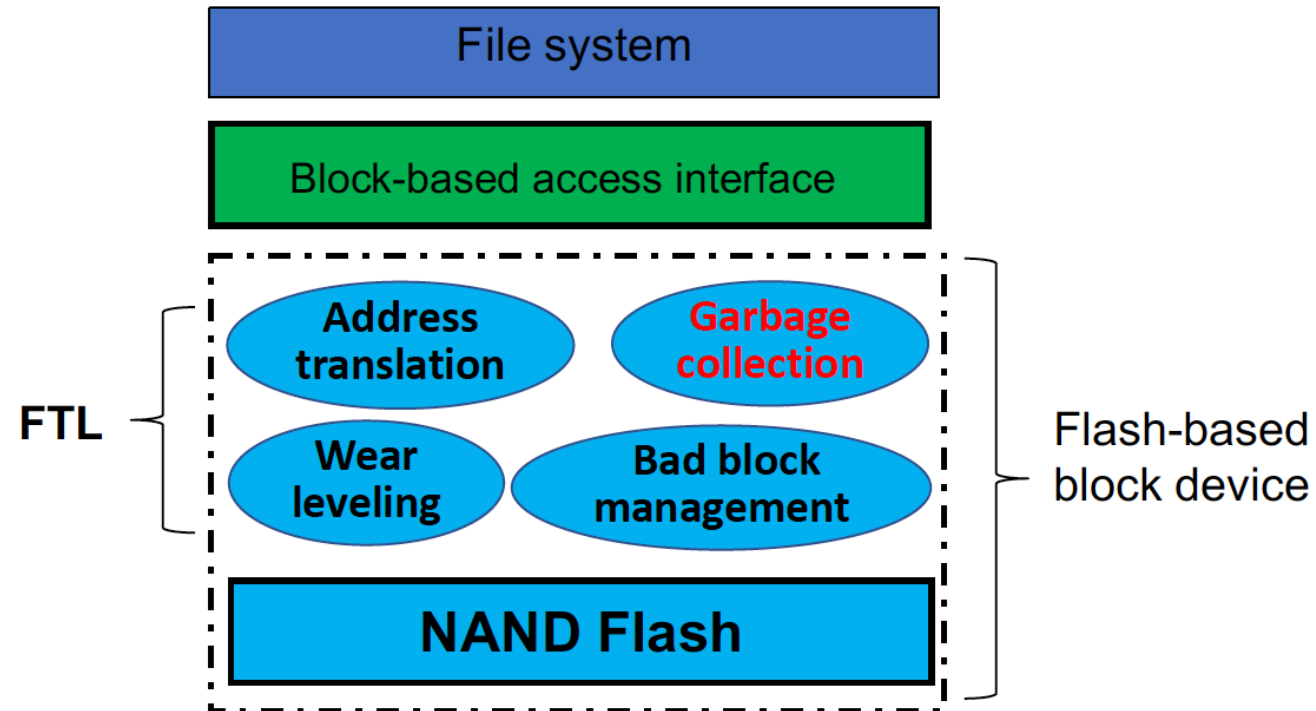 File system
Block-based access interface
Address
translation
Garbage
collection
FTL
Wear
leveling
Bad block
management
Flash-based
block device
NAND Flash